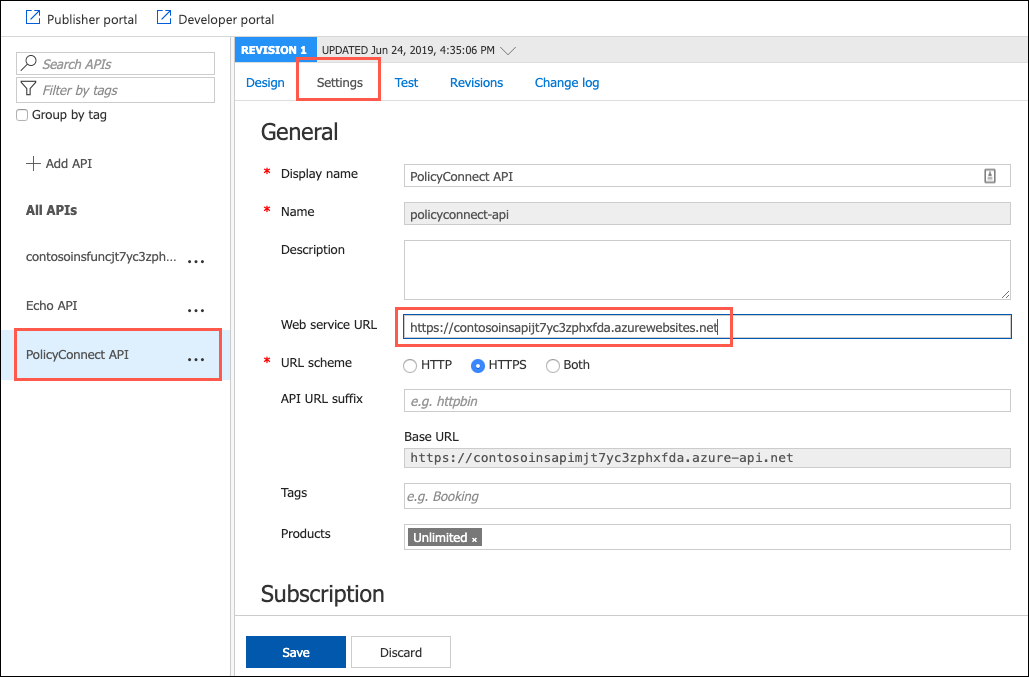 Publisher portal
Developer portal
Search APIs
Filter by tags
Group by tag
Add API
All APIs
contosoinsfuncjt7yc3zph... ...
Echo API ...
PolicyConnect API ...
REVISION 1 UPDATED Jun 24, 2019, 4:35:06 PM
Design Settings Test Revisions Change log
General
* Display name PolicyConnect API
* Name policyconnect-api
Description
Web service URL https://contosoinsapijt7yc3zphxfda.azurewebsites.net
* URL scheme HTTP HTTPS Both
API URL suffix e.g. httpbin
Base URL
https://contosoinsapimjt7yc3zphxfda.azure-api.net
Tags e.g. Booking
Products Unlimited x
Subscription
Save Discard